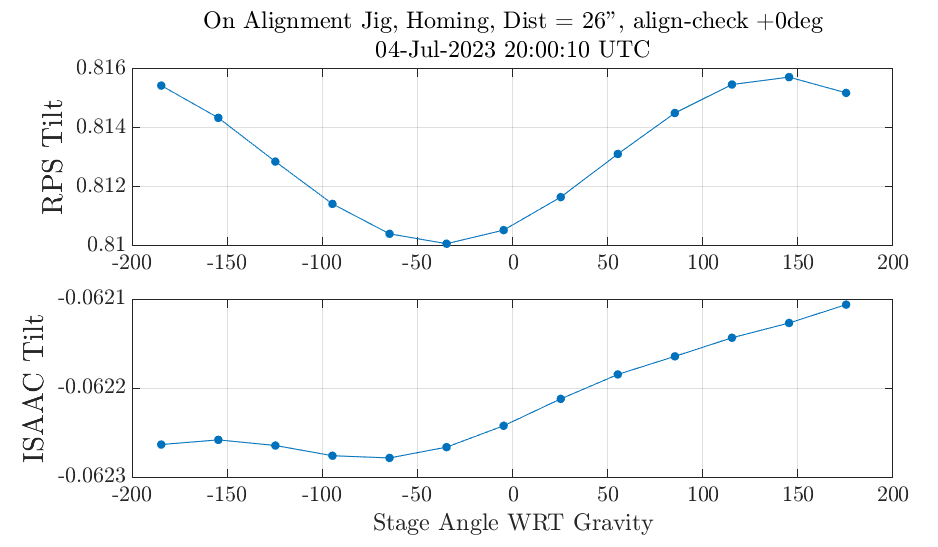 On Alignment Jig, Homing, Dist = 26", align-check +0deg
04-Jul-2023 20:00:10 UTC
RPS Tilt
0.816
0.814
0.812
0.81
-200 -150 -100 -50 0 50 100 150 200
ISAAC Tilt
-0.0621
-0.0622
-0.0623
-200 -150 -100 -50 0 50 100 150 200
Stage Angle WRT Gravity